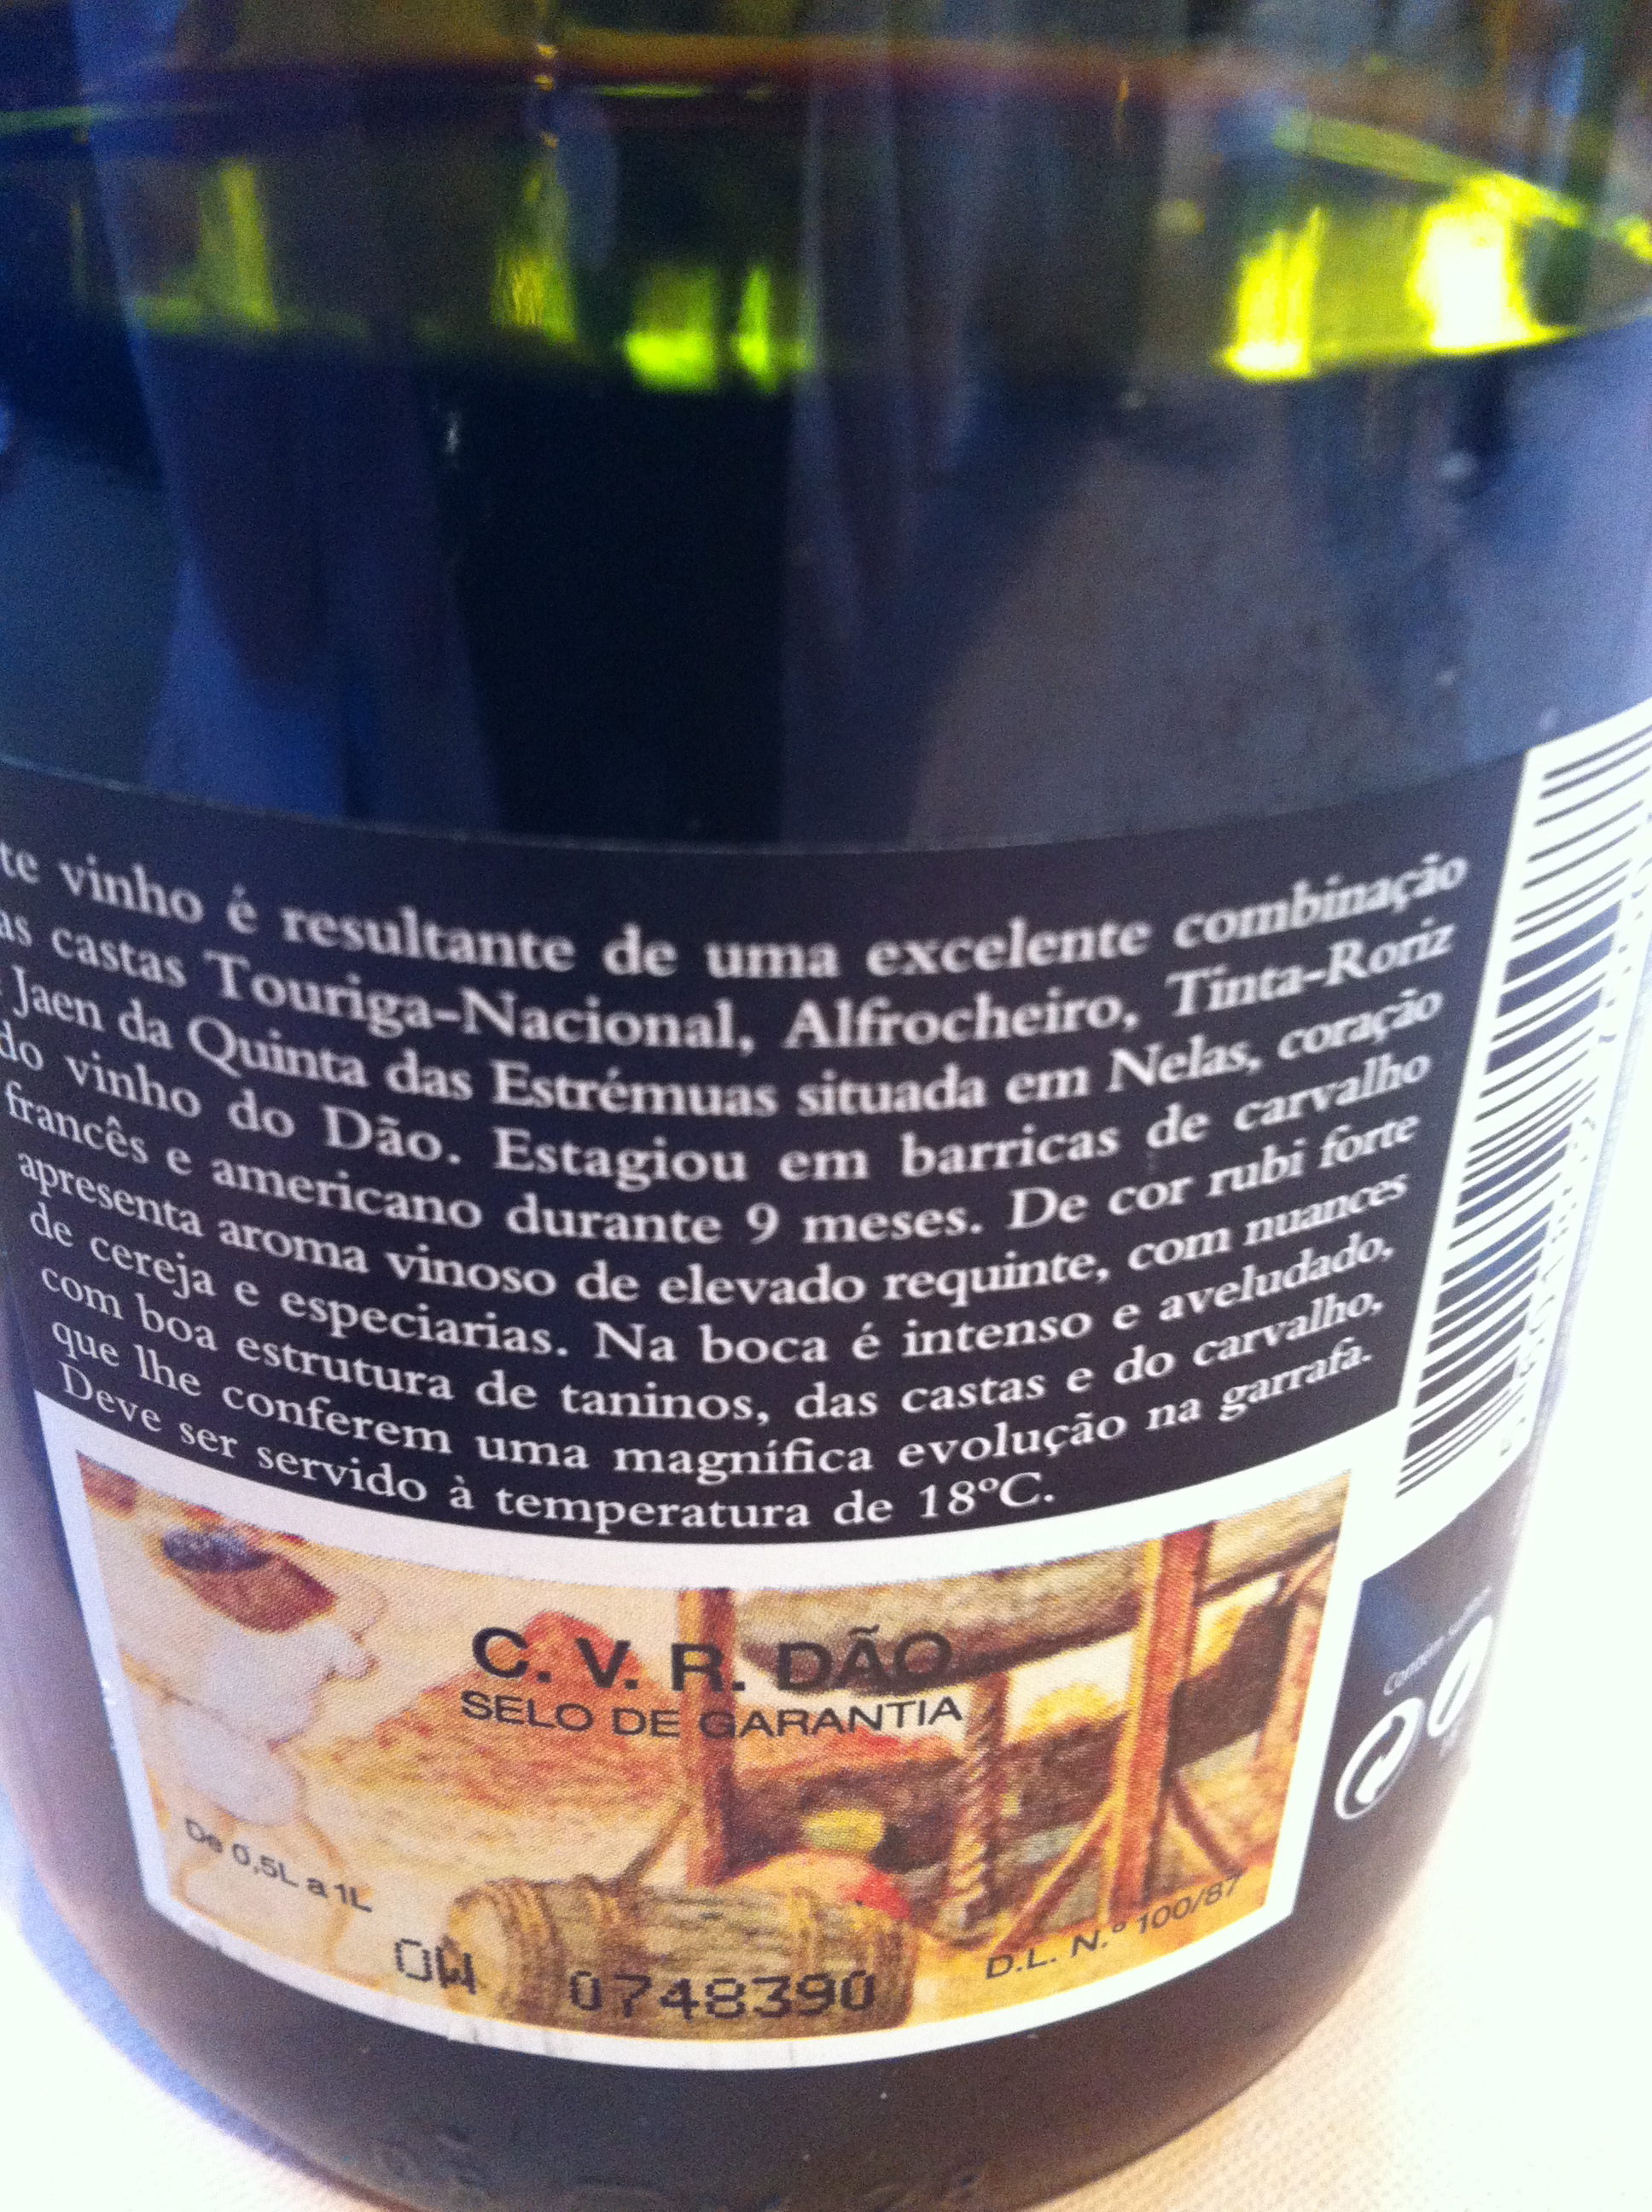 te vinho é resultante de uma excelente combinação
as castas Touriga-Nacional, Alfrocheiro, Tinta-Roriz
Jaen da Quinta das Estrémuas situada em Nelas, coração
do vinho do Dão. Estagiou em barricas de carvalho
francês e americano durante 9 meses. De cor rubi forte
apresenta aroma vinoso de elevado requinte, com nuances
de cereja e especiarias. Na boca é intenso e aveludado,
com boa estrutura de taninos, das castas e do carvalho,
que lhe conferem uma magnífica evolução na garrafa.
Deve ser servido à temperatura de 18ºC.
C. V. R. DÃO
SELO DE GARANTIA
De 0,5L a 1L
0W 0748390
D.L. N.º 100/87
Contém